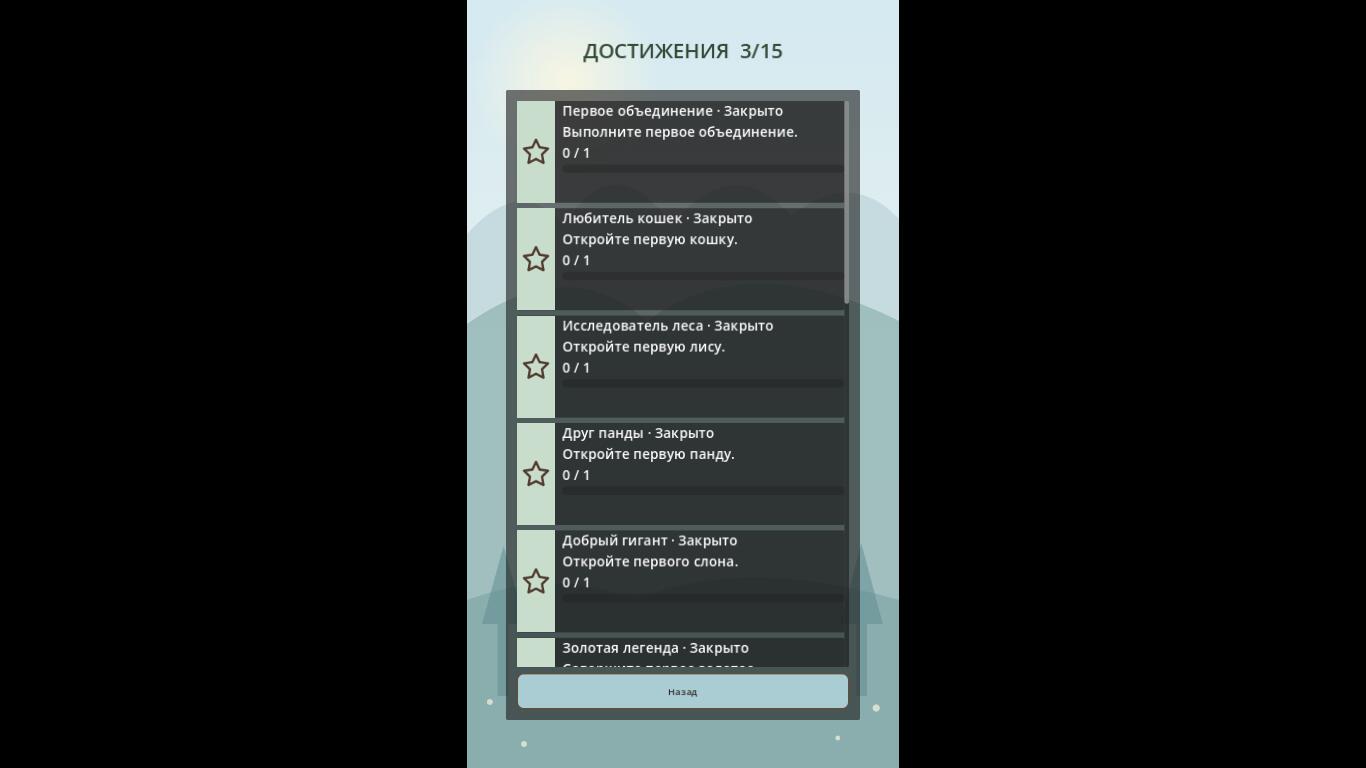 ДОСТИЖЕНИЯ 3/15
Первое объединение · Закрыто
Выполните первое объединение.
0 / 1
Любитель кошек · Закрыто
Откройте первую кошку.
0 / 1
Исследователь леса · Закрыто
Откройте первую лису.
0 / 1
Друг панды · Закрыто
Откройте первую панду.
0 / 1
Добрый гигант · Закрыто
Откройте первого слона.
0 / 1
Золотая легенда · Закрыто
Назад